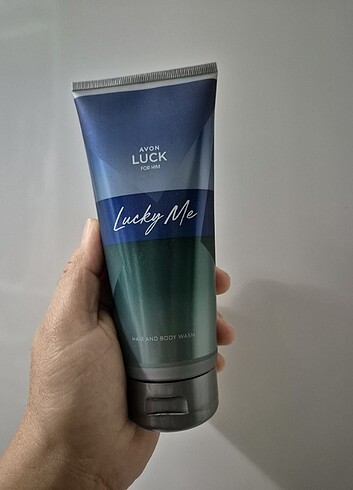 AVON
LUCK
FOR HIM
Lucky Me
HAIR AND BODY WASH